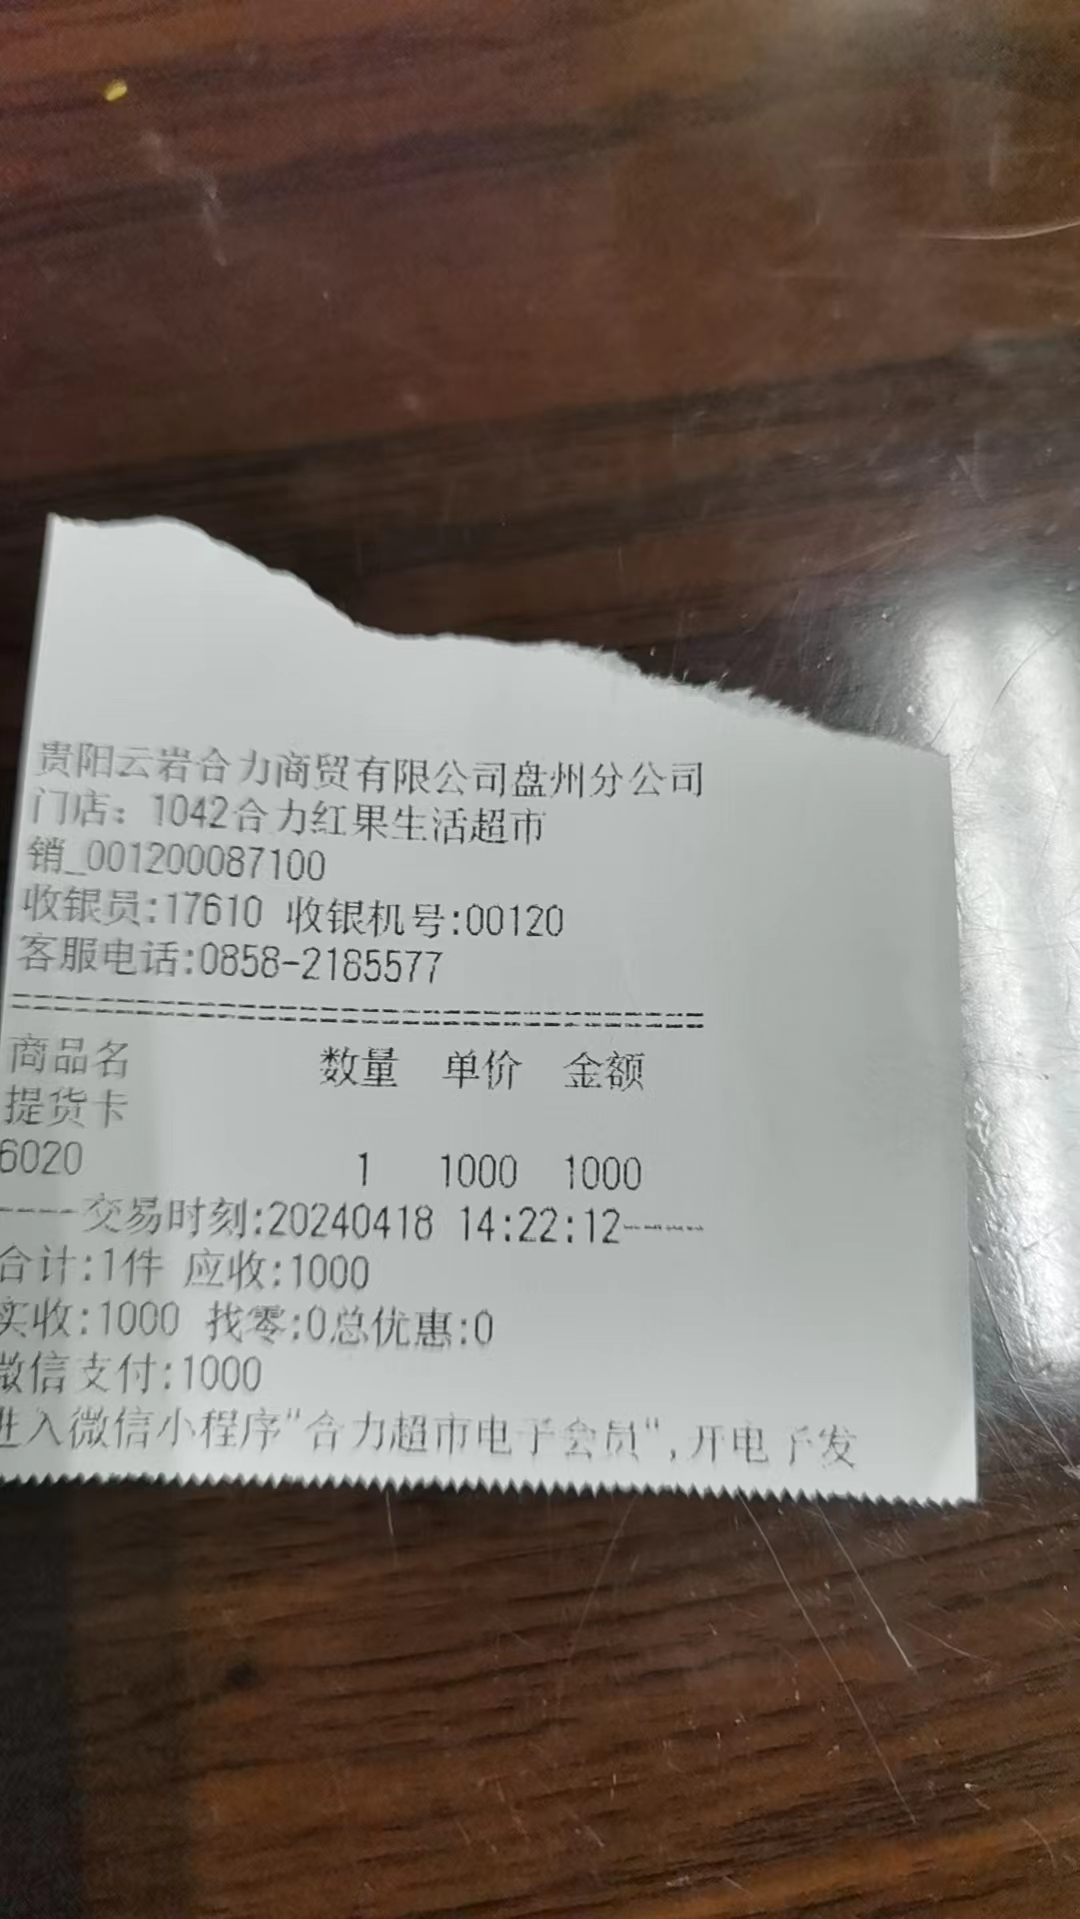 贵阳云岩合力商贸有限公司盘州分公司
门店：1042合力红果生活超市
销_001200087100
收银员:17610 收银机号:00120
客服电话:0858-2185577
商品名 数量 单价 金额
提货卡
6020 1 1000 1000
----交易时刻:20240418 14:22:12-----
合计:1件 应收:1000
实收:1000 找零:0总优惠:0
微信支付:1000
进入微信小程序"合力超市电子会员",开电子发